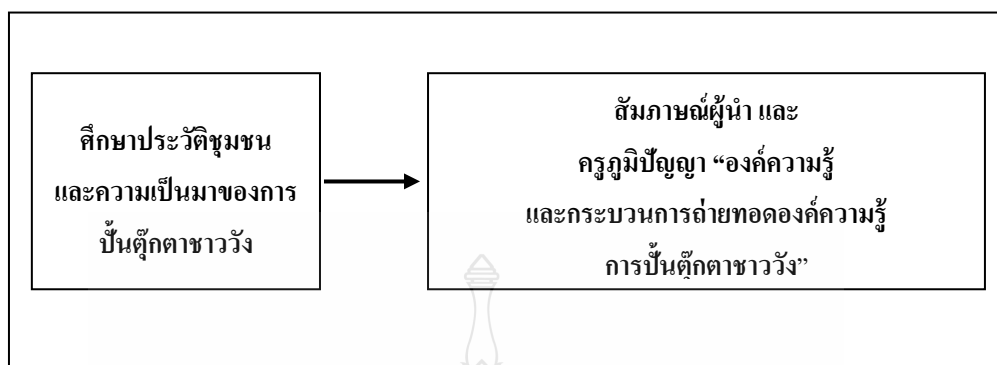 ศึกษาประวัติชุมชน
และความเป็นมาของการ
ปั้นตุ๊กตาชาววัง
สัมภาษณ์ผู้นำ และ
ครูภูมิปัญญา “องค์ความรู้
และกระบวนการถ่ายทอดองค์ความรู้
การปั้นตุ๊กตาชาววัง”